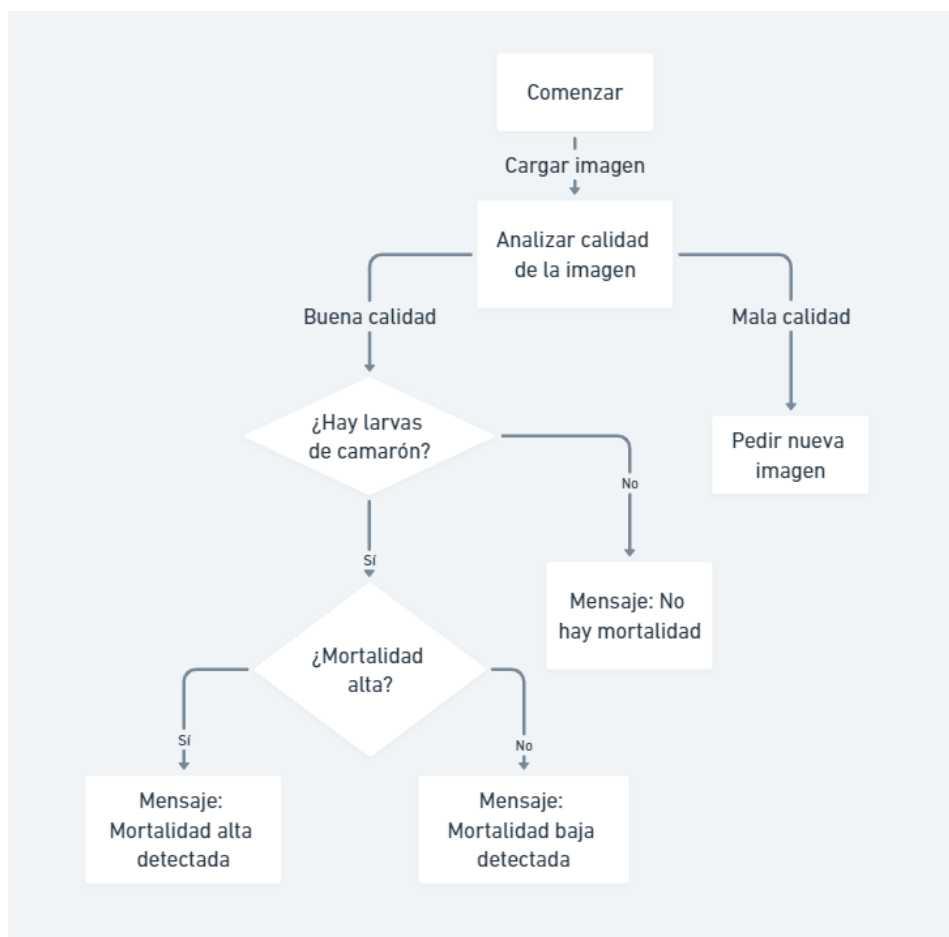 Comenzar
Cargar imagen
Analizar calidad
de la imagen
Buena calidad
Mala calidad
¿Hay larvas
de camarón?
Pedir nueva
imagen
No
Sí
Mensaje: No
hay mortalidad
¿Mortalidad
alta?
Sí
No
Mensaje:
Mortalidad alta
detectada
Mensaje:
Mortalidad baja
detectada